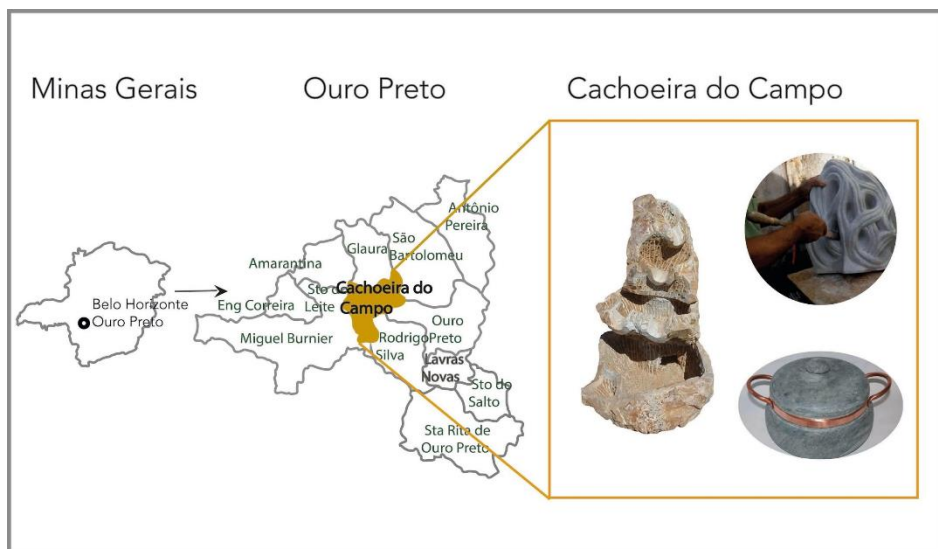 Minas Gerais
Ouro Preto
Cachoeira do Campo
Belo Horizonte
Ouro Preto
Antônio
Pereira
São
Bartolomeu
Glaura
Amarantina
Cachoeira do
Campo
Sto do
Leite
Eng Correira
Miguel Burnier
Rodrigo
Silva
Ouro
Preto
Lavras
Novas
Sto do
Salto
Sta Rita de
Ouro Preto